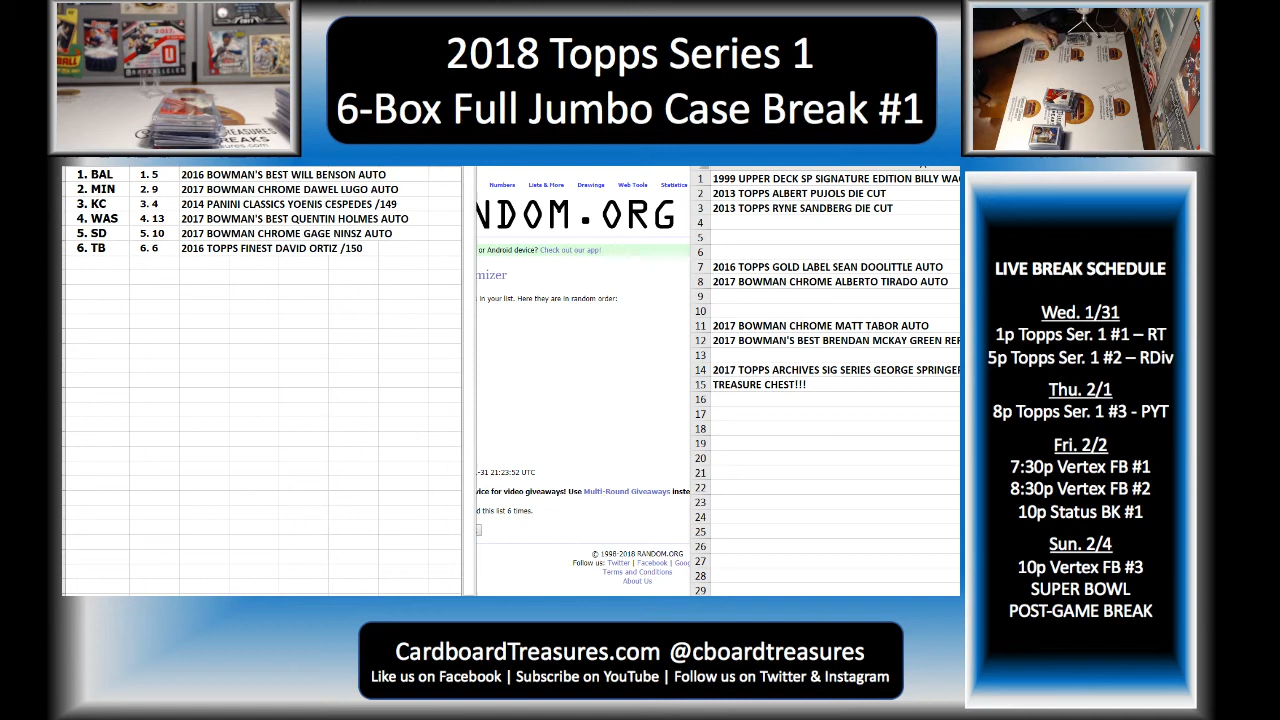 2018 Topps Series 1
6-Box Full Jumbo Case Break #1
1. BAL 1. 5 2016 BOWMAN'S BEST WILL BENSON AUTO
2. MIN 2. 9 2017 BOWMAN CHROME DAWEL LUGO AUTO
3. KC 3. 4 2014 PANINI CLASSICS YOENIS CESPEDES /149
4. WAS 4. 13 2017 BOWMAN'S BEST QUENTIN HOLMES AUTO
5. SD 5. 10 2017 BOWMAN CHROME GAGE NINSZ AUTO
6. TB 6. 6 2016 TOPPS FINEST DAVID ORTIZ /150
Numbers Lists & More Drawings Web Tools Statistics
NDOM.ORG
or Android device? Check out our app!
mizer
in your list. Here they are in random order:
-31 21:23:52 UTC
vice for video giveaways! Use Multi-Round Giveaways inste
d this list 6 times.
© 1998-2018 RANDOM.ORG
Follow us: Twitter | Facebook | Goog
Terms and Conditions
About Us
1 1999 UPPER DECK SP SIGNATURE EDITION BILLY WAG
2 2013 TOPPS ALBERT PUJOLS DIE CUT
3 2013 TOPPS RYNE SANDBERG DIE CUT
4
5
6
7 2016 TOPPS GOLD LABEL SEAN DOOLITTLE AUTO
8 2017 BOWMAN CHROME ALBERTO TIRADO AUTO
9
10
11 2017 BOWMAN CHROME MATT TABOR AUTO
12 2017 BOWMAN'S BEST BRENDAN MCKAY GREEN REF
13
14 2017 TOPPS ARCHIVES SIG SERIES GEORGE SPRINGER
15 TREASURE CHEST!!!
16
17
18
19
20
21
22
23
24
25
26
27
28
29
LIVE BREAK SCHEDULE
Wed. 1/31
1p Topps Ser. 1 #1 – RT
5p Topps Ser. 1 #2 – RDiv
Thu. 2/1
8p Topps Ser. 1 #3 - PYT
Fri. 2/2
7:30p Vertex FB #1
8:30p Vertex FB #2
10p Status BK #1
Sun. 2/4
10p Vertex FB #3
SUPER BOWL
POST-GAME BREAK
CardboardTreasures.com @cboardtreasures
Like us on Facebook | Subscribe on YouTube | Follow us on Twitter & Instagram